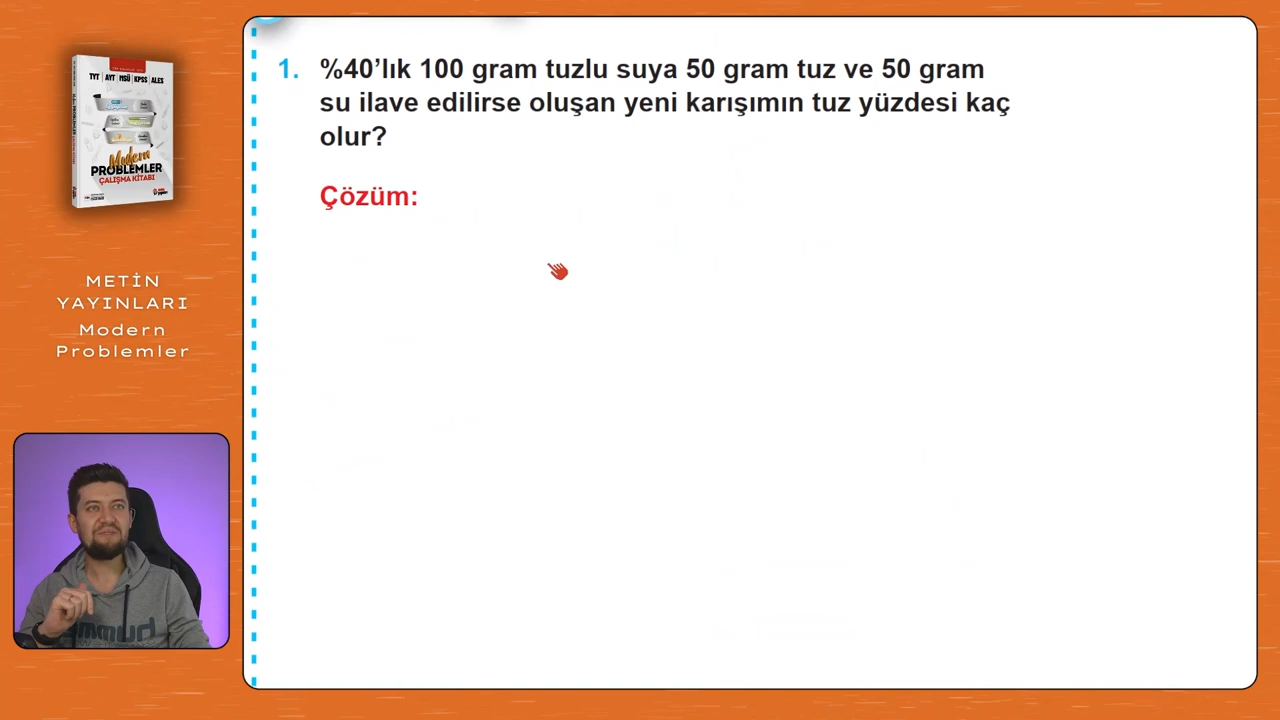 TYT | AYT | MSÜ | KPSS | ALES
Modern
PROBLEMLER
ÇALIŞMA KİTABI
METİN
YAYINLARI
Modern
Problemler
1. %40’lık 100 gram tuzlu suya 50 gram tuz ve 50 gram
su ilave edilirse oluşan yeni karışımın tuz yüzdesi kaç
olur?
Çözüm: